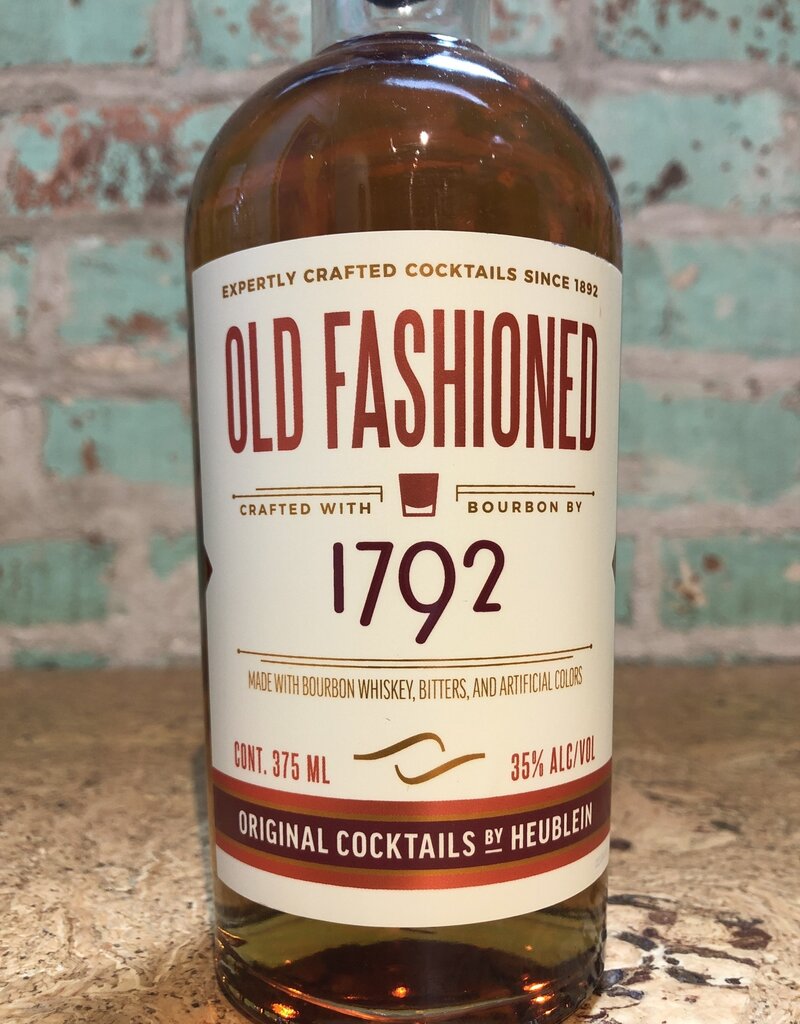 EXPERTLY CRAFTED COCKTAILS SINCE 1892
OLD FASHIONED
CRAFTED WITH BOURBON BY
1792
MADE WITH BOURBON WHISKEY, BITTERS, AND ARTIFICIAL COLORS
CONT. 375 ML 35% ALC/VOL
ORIGINAL COCKTAILS BY HEUBLEIN